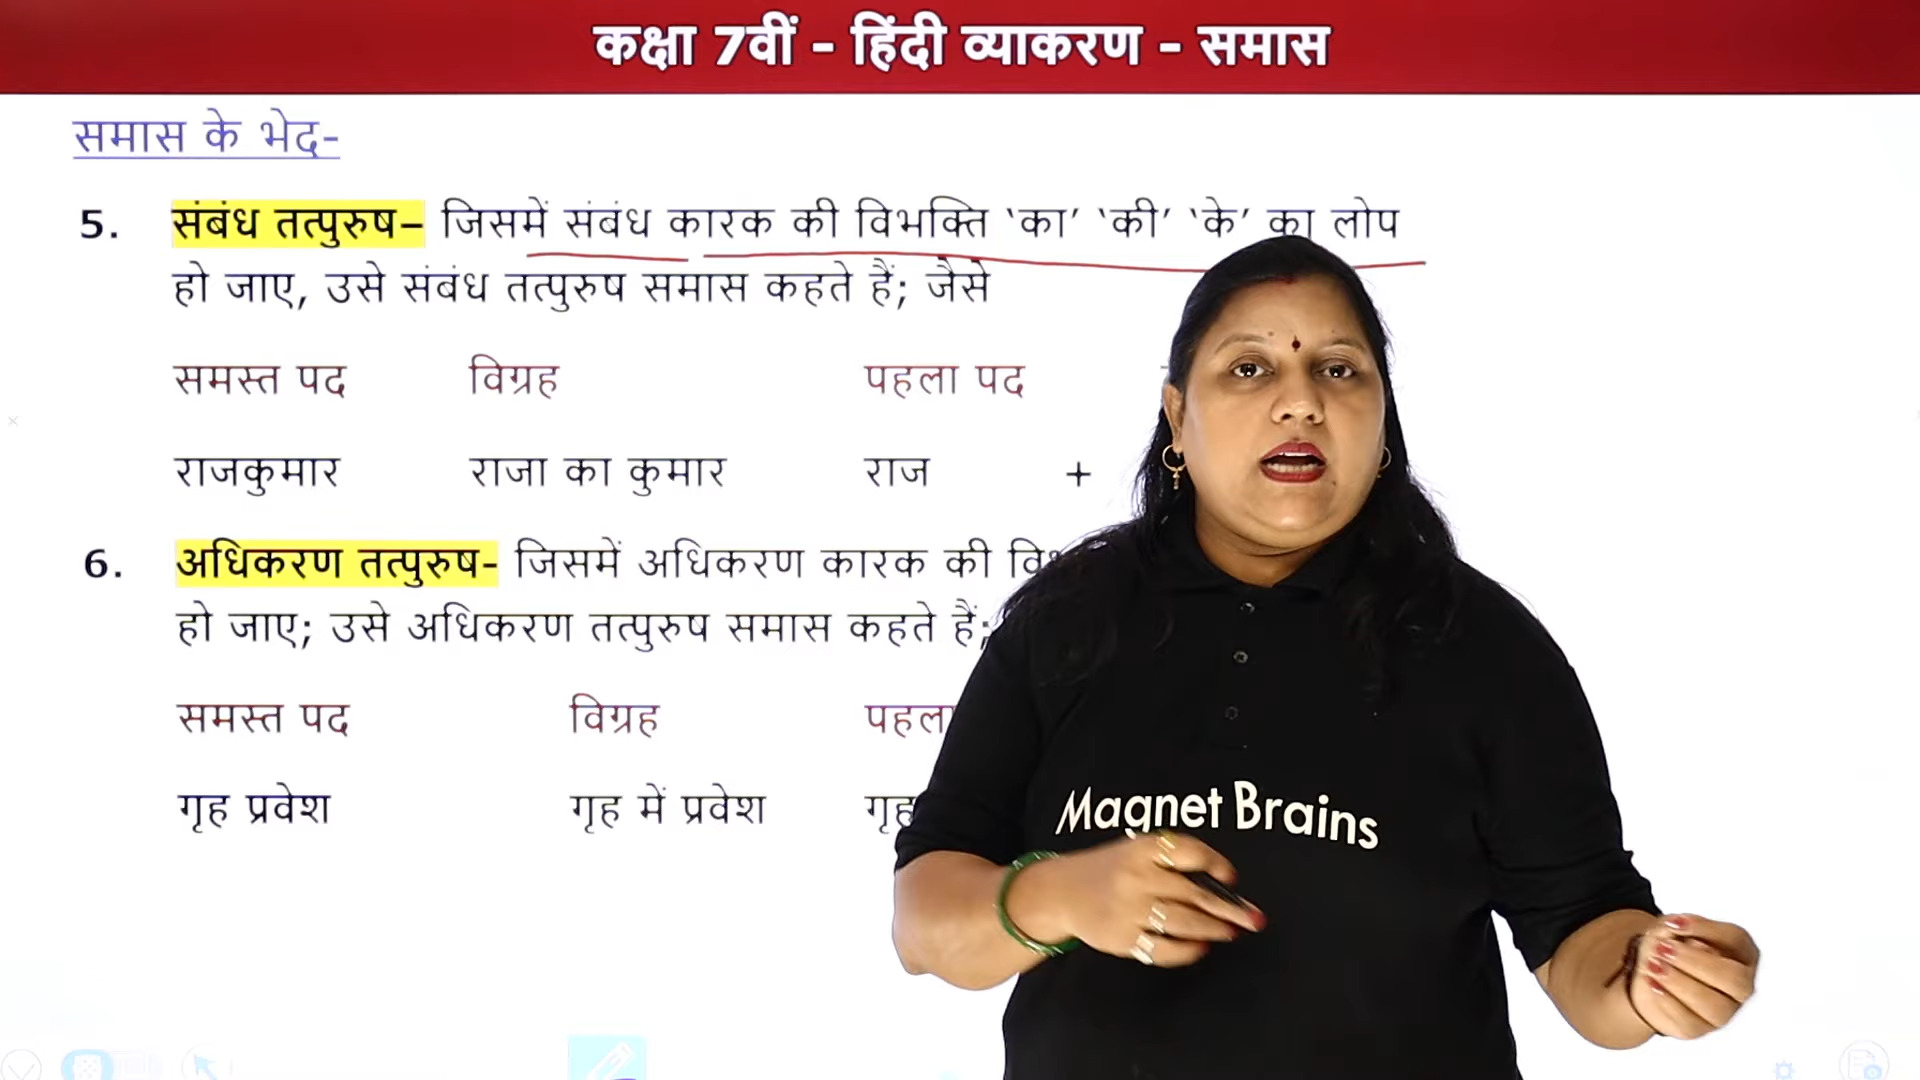 कक्षा 7वीं - हिंदी व्याकरण - समास
समास के भेद-
5. संबंध तत्पुरुष– जिसमें संबंध कारक की विभक्ति ‘का’ ‘की’ ‘के’ का लोप
हो जाए, उसे संबंध तत्पुरुष समास कहते हैं; जैसे
समस्त पद विग्रह पहला पद
राजकुमार राजा का कुमार राज +
6. अधिकरण तत्पुरुष- जिसमें अधिकरण कारक की
हो जाए; उसे अधिकरण तत्पुरुष समास कहते हैं;
समस्त पद विग्रह पहला
गृह प्रवेश गृह में प्रवेश गृह
Magnet Brains